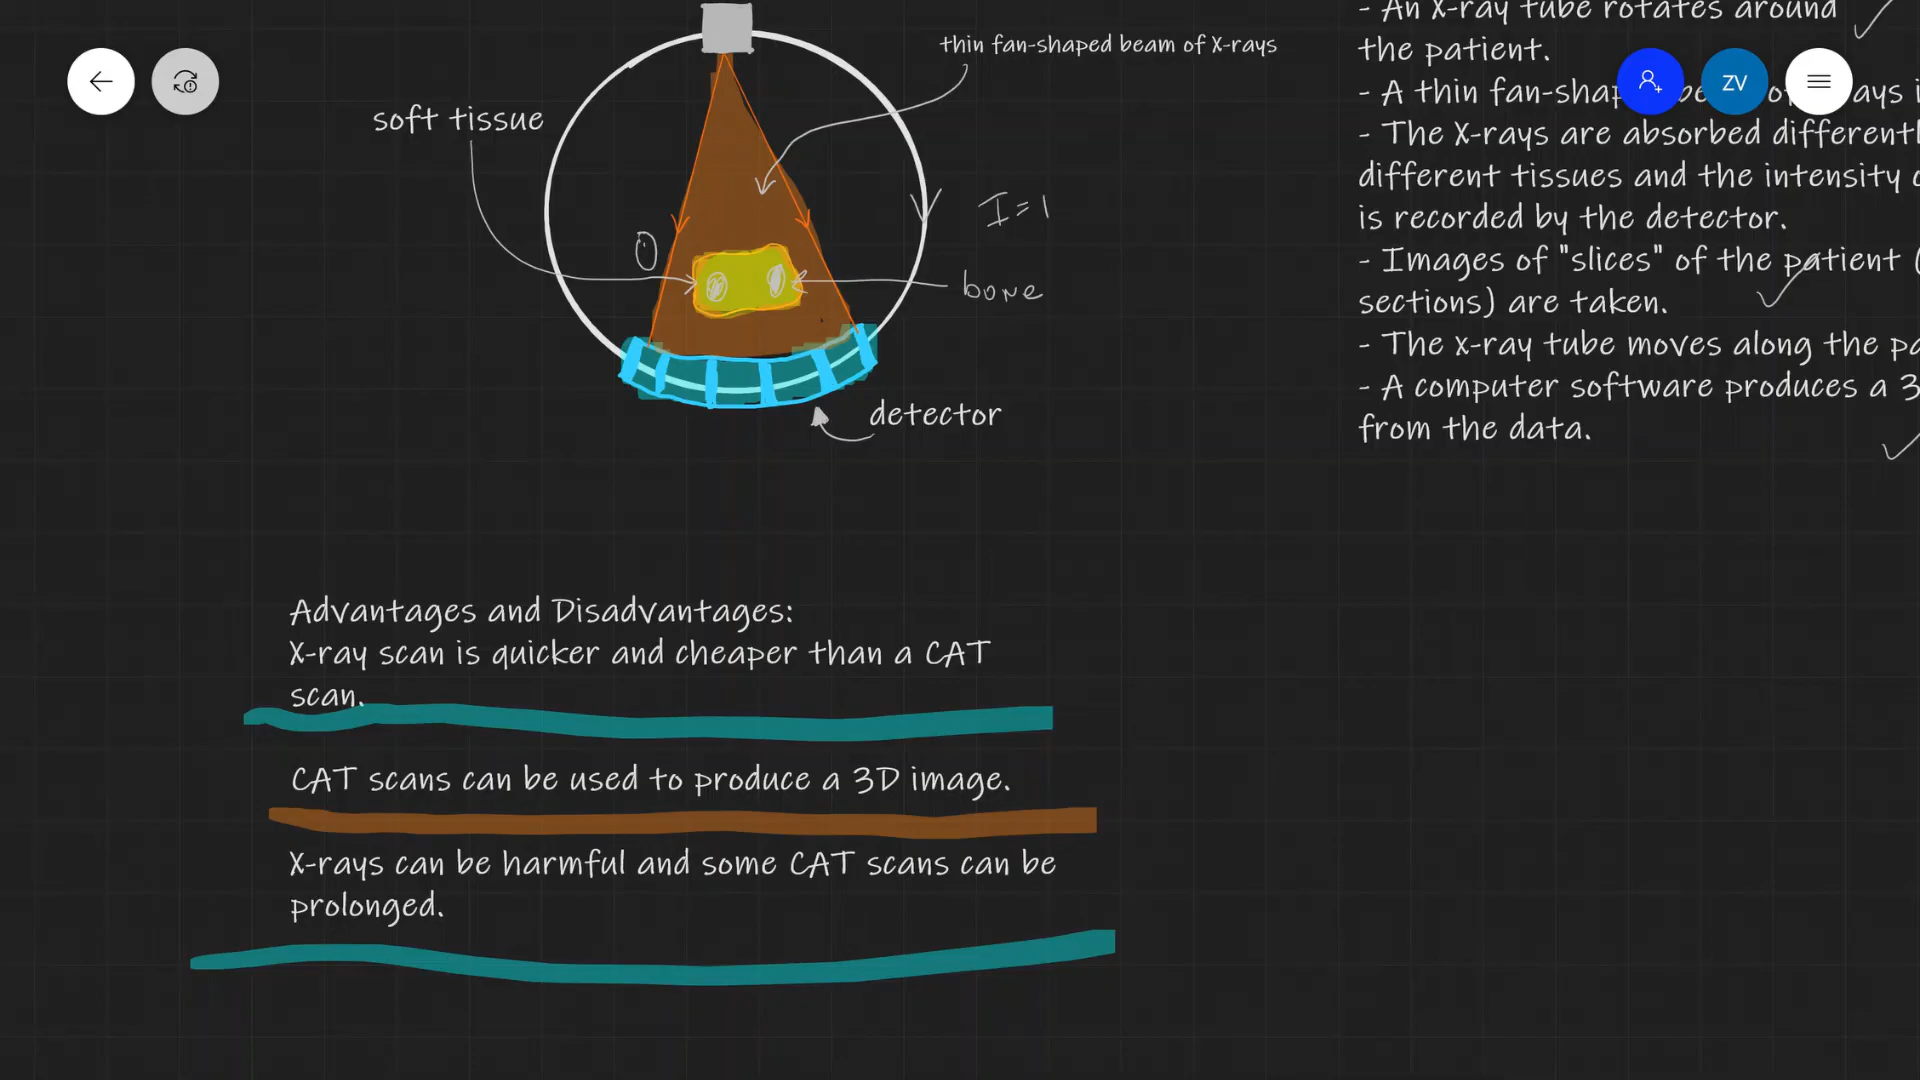 thin fan-shaped beam of X-rays
soft tissue
I = 1
0
bone
detector
- An X-ray tube rotates around
the patient.
- A thin fan-shap
- The X-rays are absorbed different
different tissues and the intensity
is recorded by the detector.
- Images of "slices" of the patient (
sections) are taken.
- The x-ray tube moves along the
- A computer software produces a 3
from the data.
ZV
Advantages and Disadvantages:
X-ray scan is quicker and cheaper than a CAT
scan.
CAT scans can be used to produce a 3D image.
X-rays can be harmful and some CAT scans can be
prolonged.